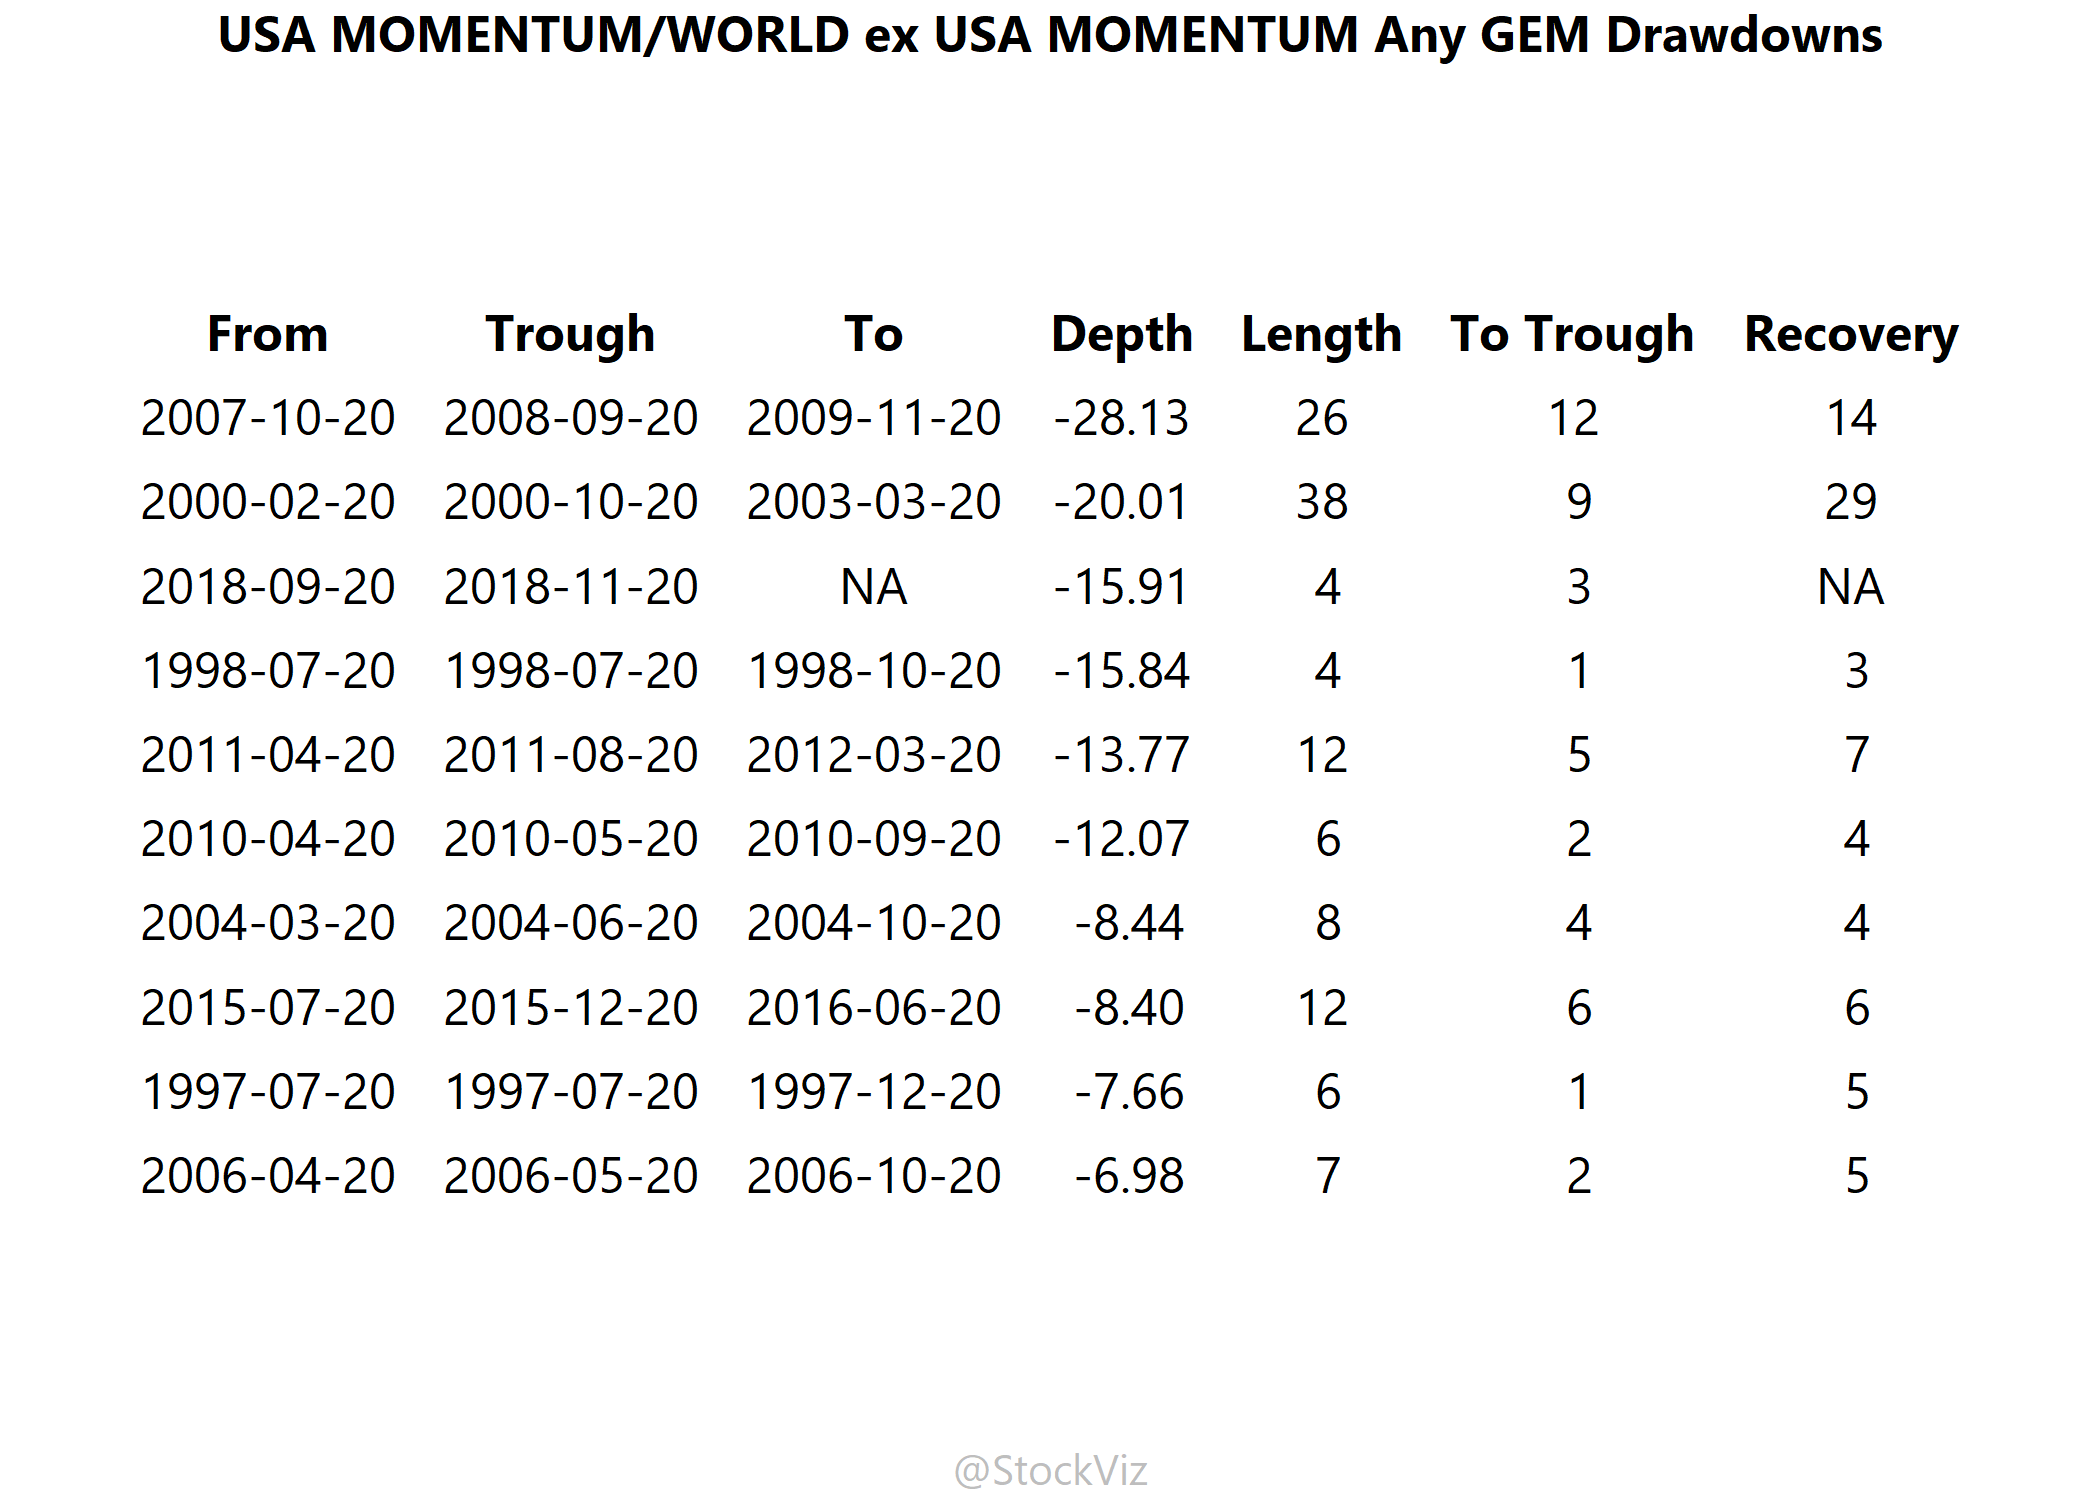 USA MOMENTUM/WORLD ex USA MOMENTUM Any GEM Drawdowns
From Trough To Depth Length To Trough Recovery
2007-10-20 2008-09-20 2009-11-20 -28.13 26 12 14
2000-02-20 2000-10-20 2003-03-20 -20.01 38 9 29
2018-09-20 2018-11-20 NA -15.91 4 3 NA
1998-07-20 1998-07-20 1998-10-20 -15.84 4 1 3
2011-04-20 2011-08-20 2012-03-20 -13.77 12 5 7
2010-04-20 2010-05-20 2010-09-20 -12.07 6 2 4
2004-03-20 2004-06-20 2004-10-20 -8.44 8 4 4
2015-07-20 2015-12-20 2016-06-20 -8.40 12 6 6
1997-07-20 1997-07-20 1997-12-20 -7.66 6 1 5
2006-04-20 2006-05-20 2006-10-20 -6.98 7 2 5
@StockViz